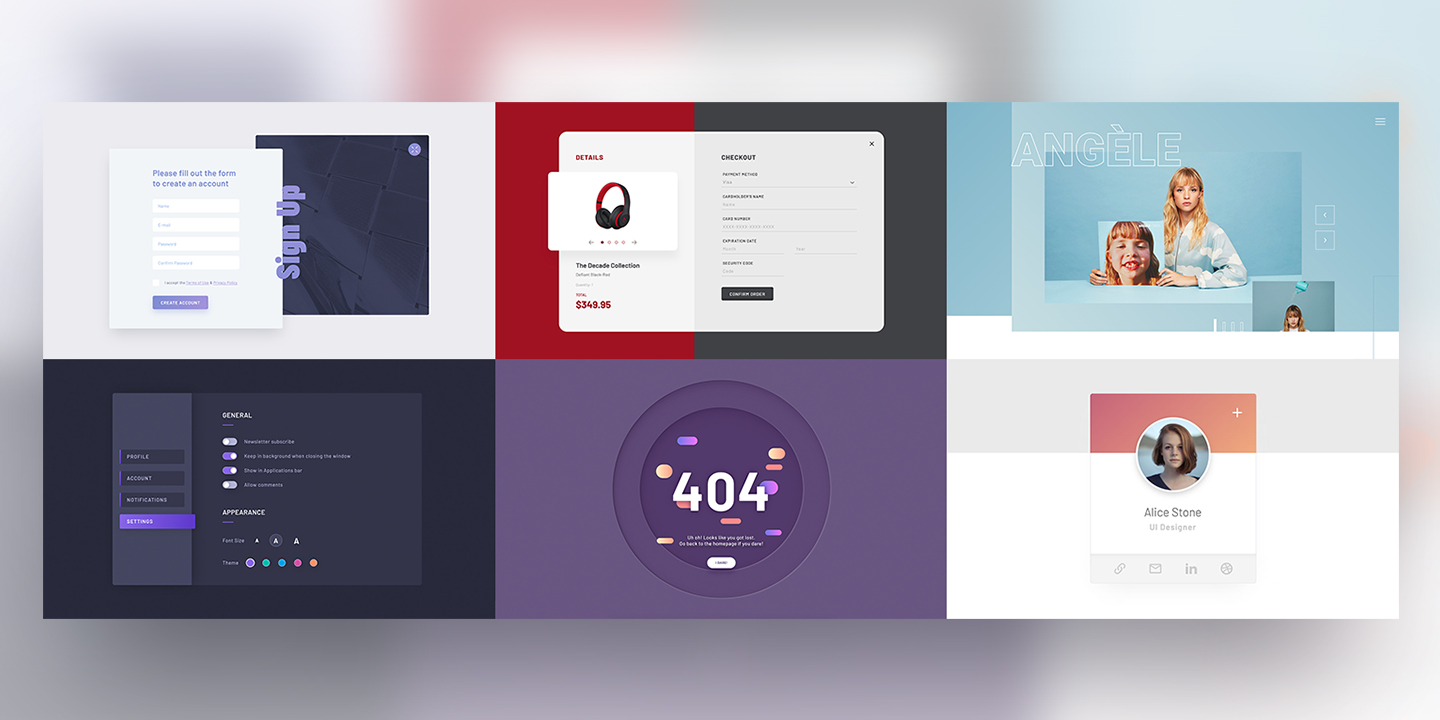 Please fill out the form
to create an account
Name
E-mail
Password
Confirm Password
I accept the Terms of Use & Privacy Policy.
CREATE ACCOUNT
Sign Up
DETAILS
The Decade Collection
Defiant Black-Red
Quantity: 1
TOTAL
$349.95
CHECKOUT
PAYMENT METHOD
Visa
CARDHOLDER'S NAME
Name
CARD NUMBER
XXXX XXXX XXXX XXXX
EXPIRATION DATE
Month Year
SECURITY CODE
Code
CONFIRM ORDER
ANGÈLE
PROFILE
ACCOUNT
NOTIFICATIONS
SETTINGS
GENERAL
Newsletter subscribe
Keep in background when closing the window
Show in Applications bar
Allow comments
APPEARANCE
Font Size A A A
Theme
404
Uh oh! Looks like you got lost.
Go back to the homepage if you dare!
I DARE!
Alice Stone
UI Designer
in